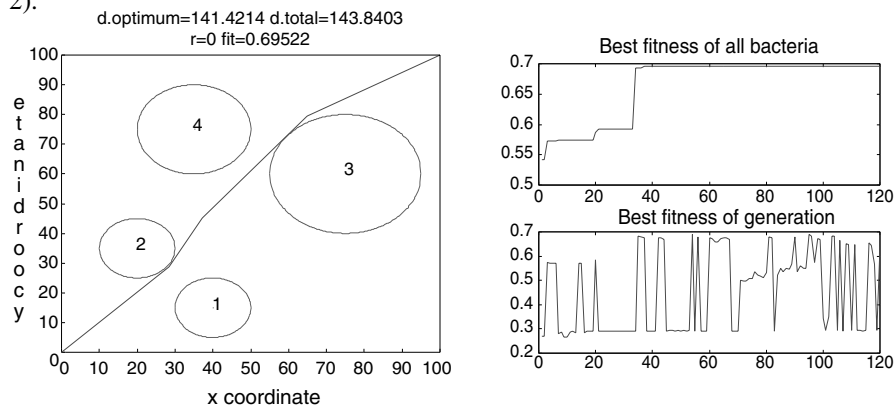 2).
d.optimum=141.4214 d.total=143.8403
r=0 fit=0.69522
e
t
a
n
i
d
r
o
o
c
y
100
90
80
70
60
50
40
30
20
10
0
4
3
2
1
0 10 20 30 40 50 60 70 80 90 100
x coordinate
Best fitness of all bacteria
0.7
0.65
0.6
0.55
0.5
0 20 40 60 80 100 120
Best fitness of generation
0.7
0.6
0.5
0.4
0.3
0.2
0 20 40 60 80 100 120